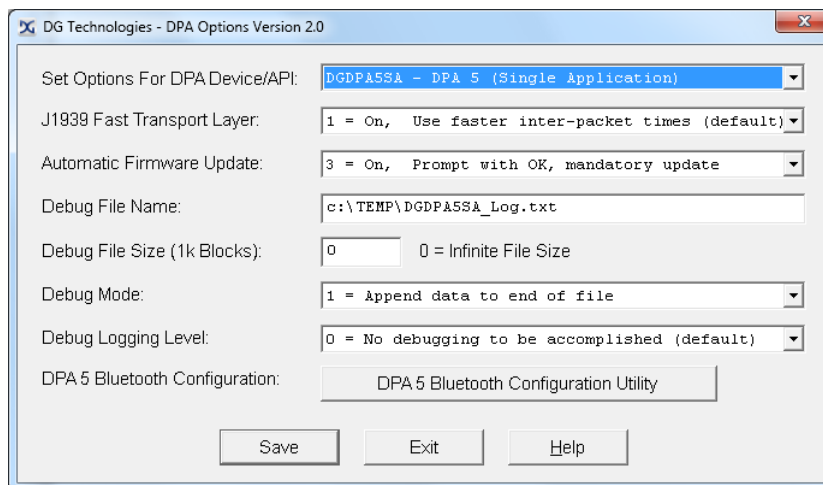 DG Technologies - DPA Options Version 2.0
Set Options For DPA Device/API: DGDPA5SA - DPA 5 (Single Application)
J1939 Fast Transport Layer: 1 = On, Use faster inter-packet times (default)
Automatic Firmware Update: 3 = On, Prompt with OK, mandatory update
Debug File Name: c:\TEMP\DGDPA5SA_Log.txt
Debug File Size (1k Blocks): 0 0 = Infinite File Size
Debug Mode: 1 = Append data to end of file
Debug Logging Level: 0 = No debugging to be accomplished (default)
DPA 5 Bluetooth Configuration: DPA 5 Bluetooth Configuration Utility
Save Exit Help